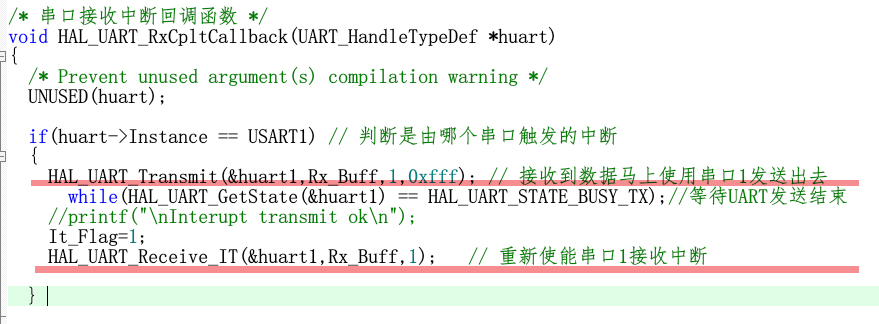 /* 串口接收中断回调函数 */
void HAL_UART_RxCpltCallback(UART_HandleTypeDef *huart)
{
/* Prevent unused argument(s) compilation warning */
UNUSED(huart);
if(huart->Instance == USART1) // 判断是由哪个串口触发的中断
{
HAL_UART_Transmit(&huart1,Rx_Buff,1,0xfff); // 接收到数据马上使用串口1发送出去
while(HAL_UART_GetState(&huart1) == HAL_UART_STATE_BUSY_TX);//等待UART发送结束
//printf("\nInterupt transmit ok\n");
It_Flag=1;
HAL_UART_Receive_IT(&huart1,Rx_Buff,1); // 重新使能串口1接收中断
}